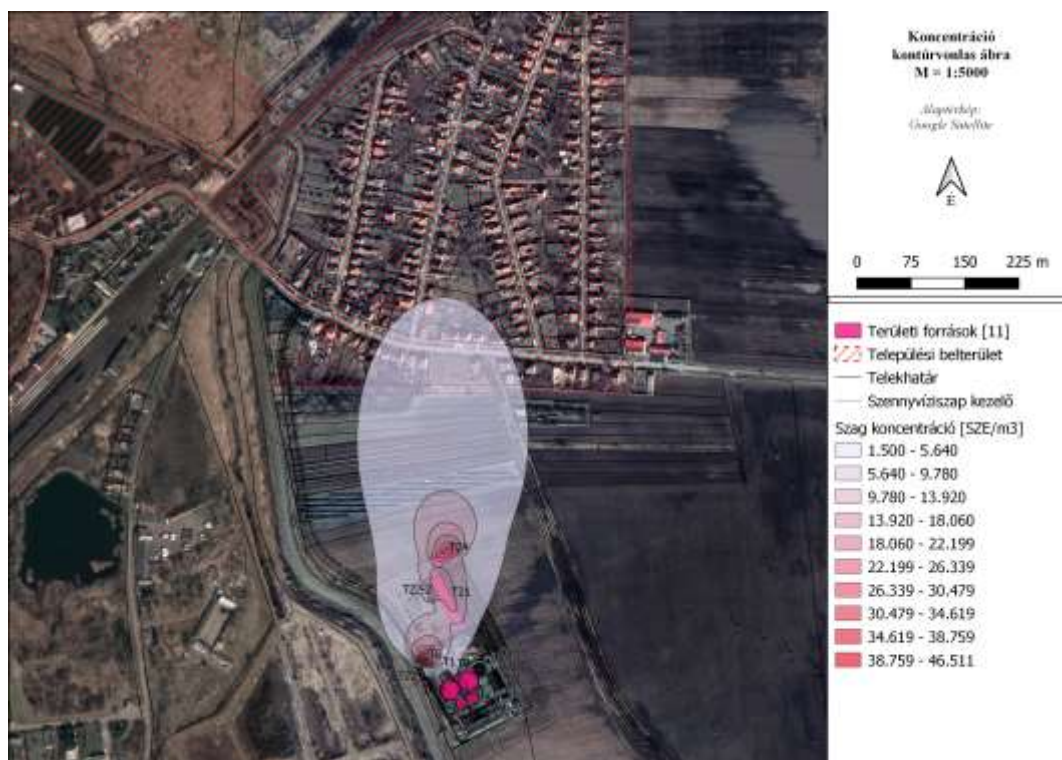 Koncentráció
kontúrvonlas ábra
M = 1:5000
Alaptérkép:
Google Satellite
É
0 75 150 225 m
Területi források [11]
Települési belterület
Telekhatár
Szennyvíziszap kezelő
Szag koncentráció [SZE/m3]
1.500 - 5.640
5.640 - 9.780
9.780 - 13.920
13.920 - 18.060
18.060 - 22.199
22.199 - 26.339
26.339 - 30.479
30.479 - 34.619
34.619 - 38.759
38.759 - 46.511
T24
T21
T1